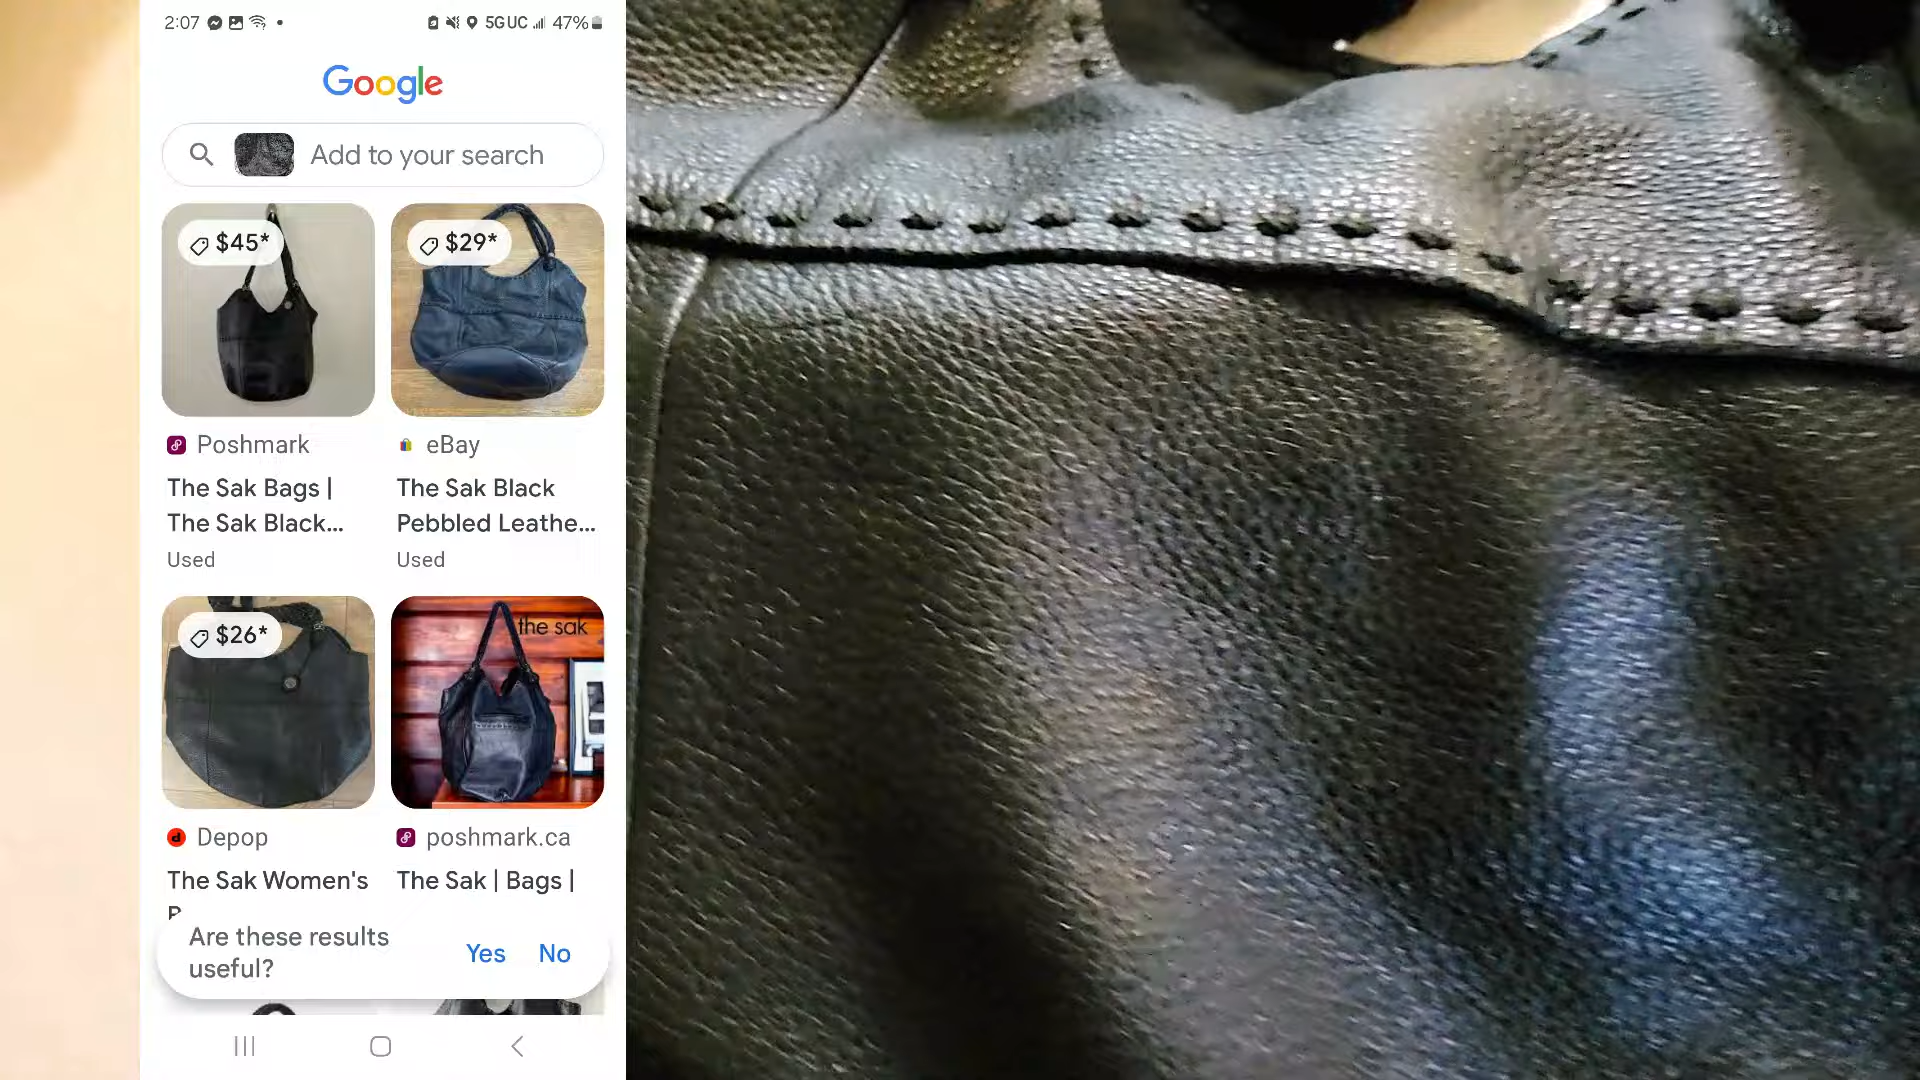 2:07 5G UC 47%
Google
Add to your search
$45* $29*
Poshmark eBay
The Sak Bags | The Sak Black
The Sak Black... Pebbled Leathe...
Used Used
$26* the sak
Depop poshmark.ca
The Sak Women's The Sak | Bags |
Are these results
useful?
Yes No